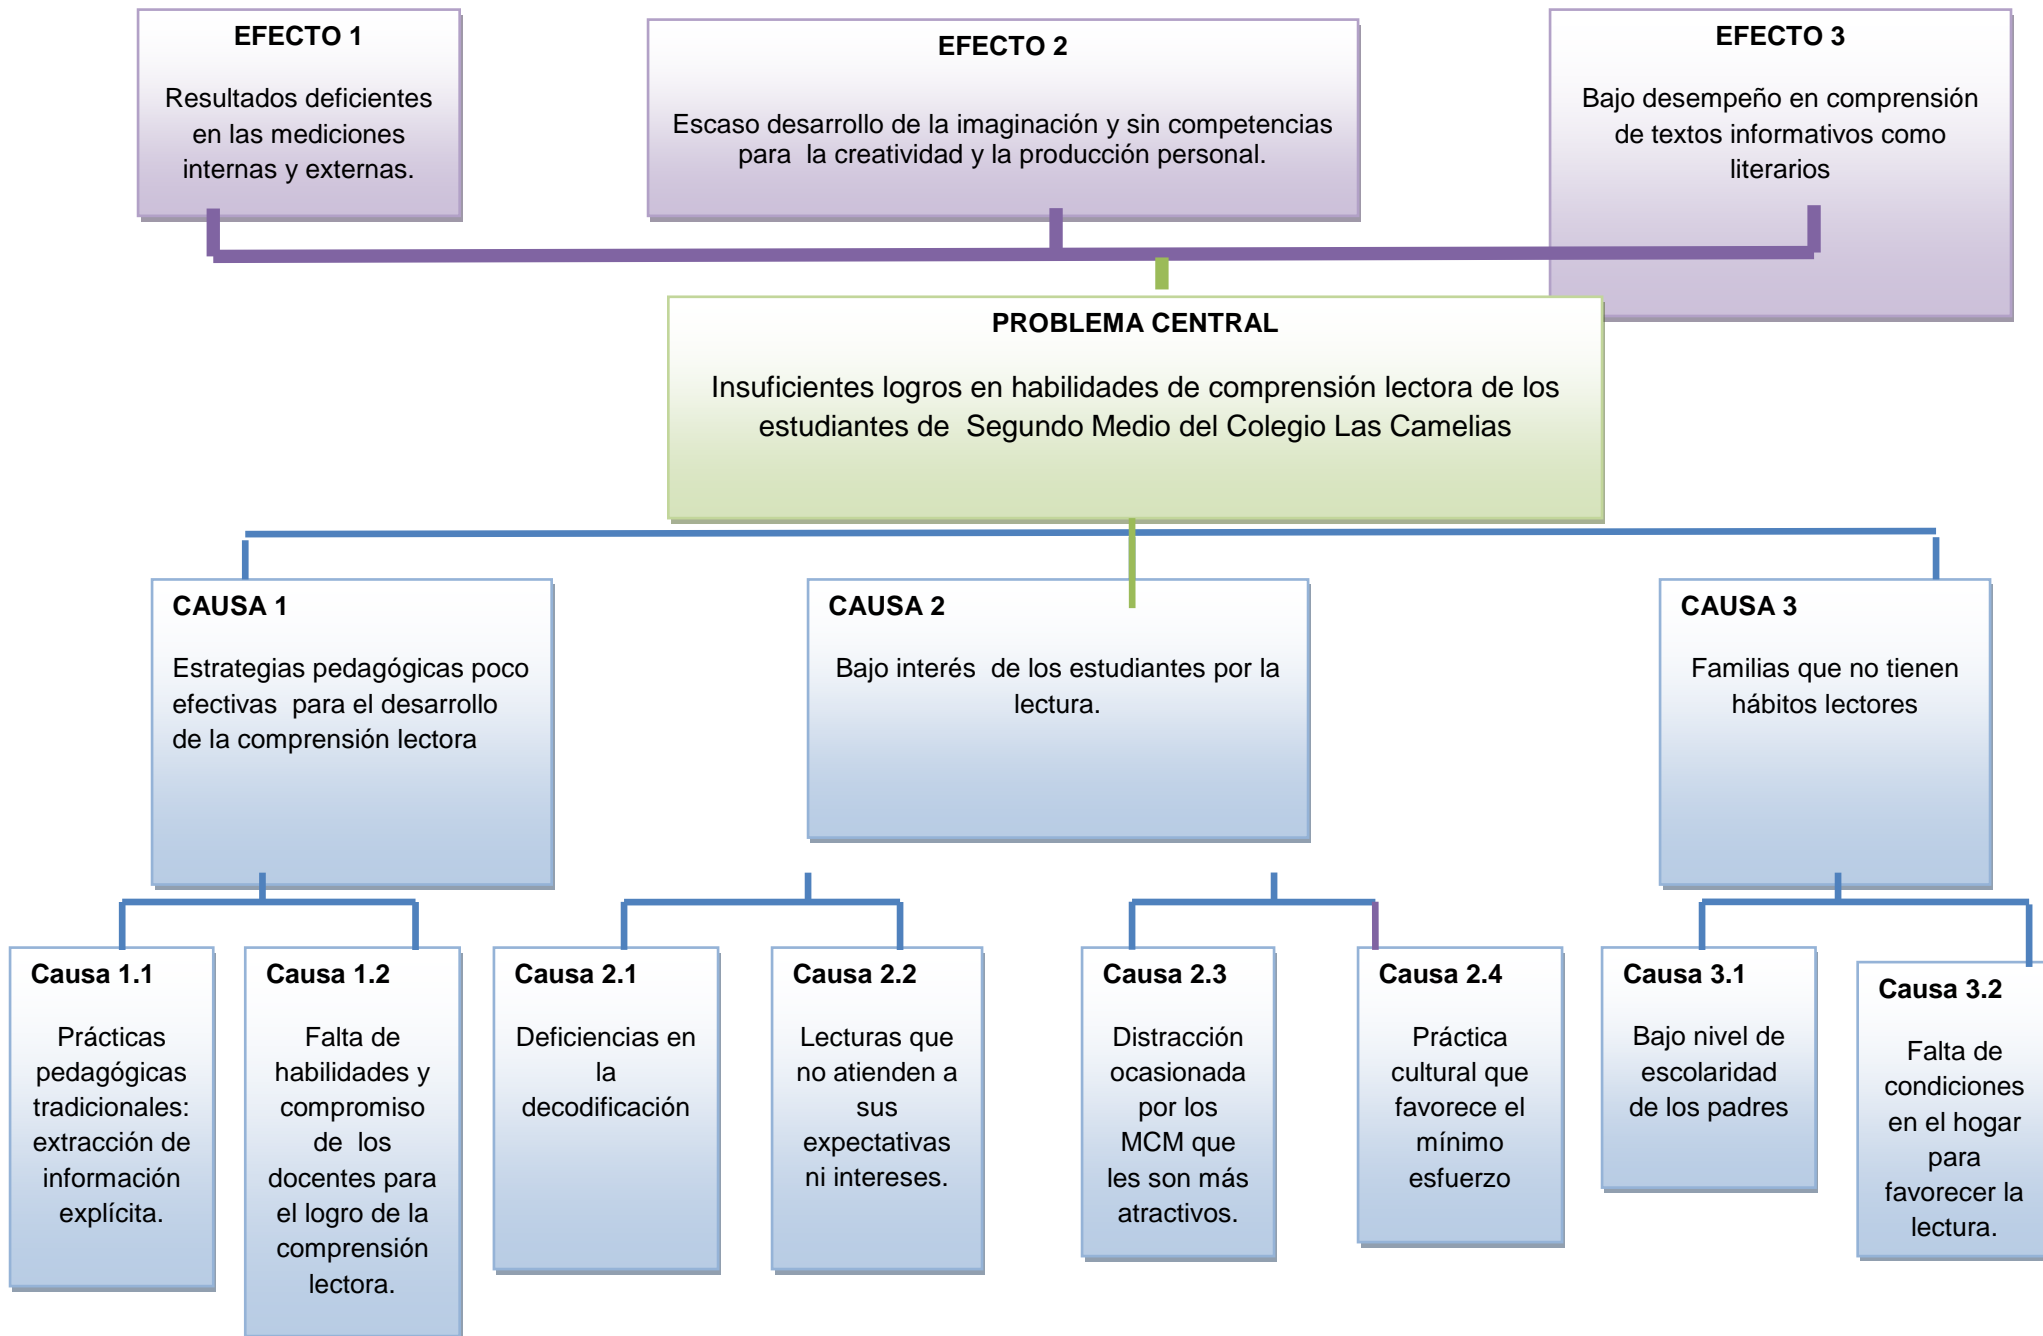 EFECTO 1
Resultados deficientes
en las mediciones
internas y externas.
EFECTO 2
Escaso desarrollo de la imaginación y sin competencias
para la creatividad y la producción personal.
EFECTO 3
Bajo desempeño en comprensión
de textos informativos como
literarios
PROBLEMA CENTRAL
Insuficientes logros en habilidades de comprensión lectora de los
estudiantes de Segundo Medio del Colegio Las Camelias
CAUSA 1
Estrategias pedagógicas poco
efectivas para el desarrollo
de la comprensión lectora
CAUSA 2
Bajo interés de los estudiantes por la
lectura.
CAUSA 3
Familias que no tienen
hábitos lectores
Causa 1.1
Prácticas
pedagógicas
tradicionales:
extracción de
información
explícita.
Causa 1.2
Falta de
habilidades y
compromiso
de los
docentes para
el logro de la
comprensión
lectora.
Causa 2.1
Deficiencias en
la
decodificación
Causa 2.2
Lecturas que
no atienden a
sus
expectativas
ni intereses.
Causa 2.3
Distracción
ocasionada
por los
MCM que
les son más
atractivos.
Causa 2.4
Práctica
cultural que
favorece el
mínimo
esfuerzo
Causa 3.1
Bajo nivel de
escolaridad
de los padres
Causa 3.2
Falta de
condiciones
en el hogar
para
favorecer la
lectura.